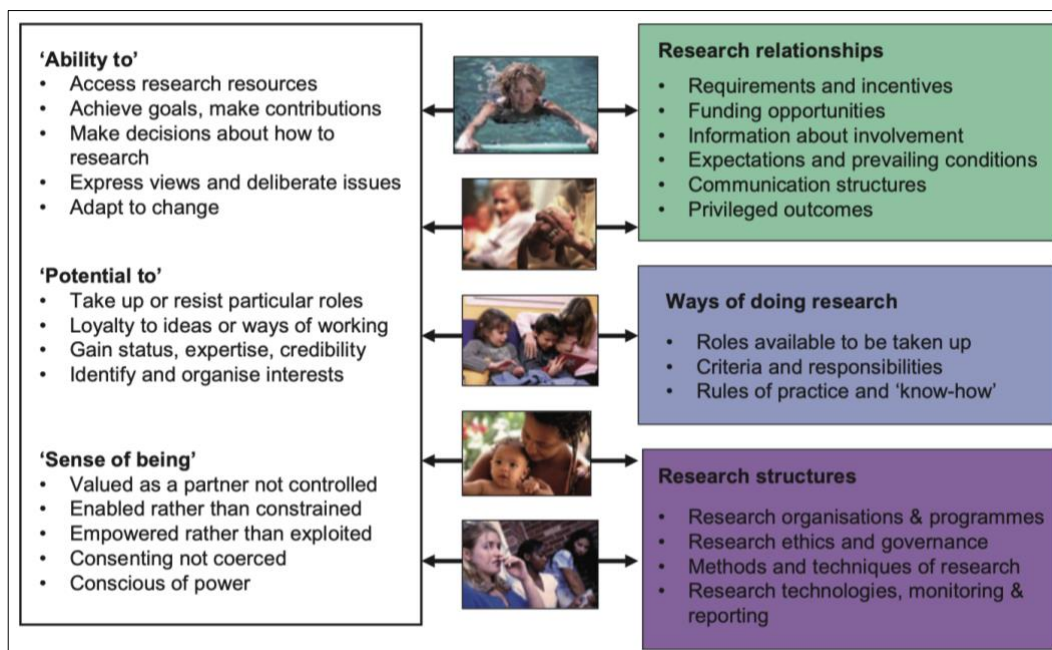 ‘Ability to’
• Access research resources
• Achieve goals, make contributions
• Make decisions about how to
research
• Express views and deliberate issues
• Adapt to change
‘Potential to’
• Take up or resist particular roles
• Loyalty to ideas or ways of working
• Gain status, expertise, credibility
• Identify and organise interests
‘Sense of being’
• Valued as a partner not controlled
• Enabled rather than constrained
• Empowered rather than exploited
• Consenting not coerced
• Conscious of power
Research relationships
• Requirements and incentives
• Funding opportunities
• Information about involvement
• Expectations and prevailing conditions
• Communication structures
• Privileged outcomes
Ways of doing research
• Roles available to be taken up
• Criteria and responsibilities
• Rules of practice and ‘know-how’
Research structures
• Research organisations & programmes
• Research ethics and governance
• Methods and techniques of research
• Research technologies, monitoring &
reporting